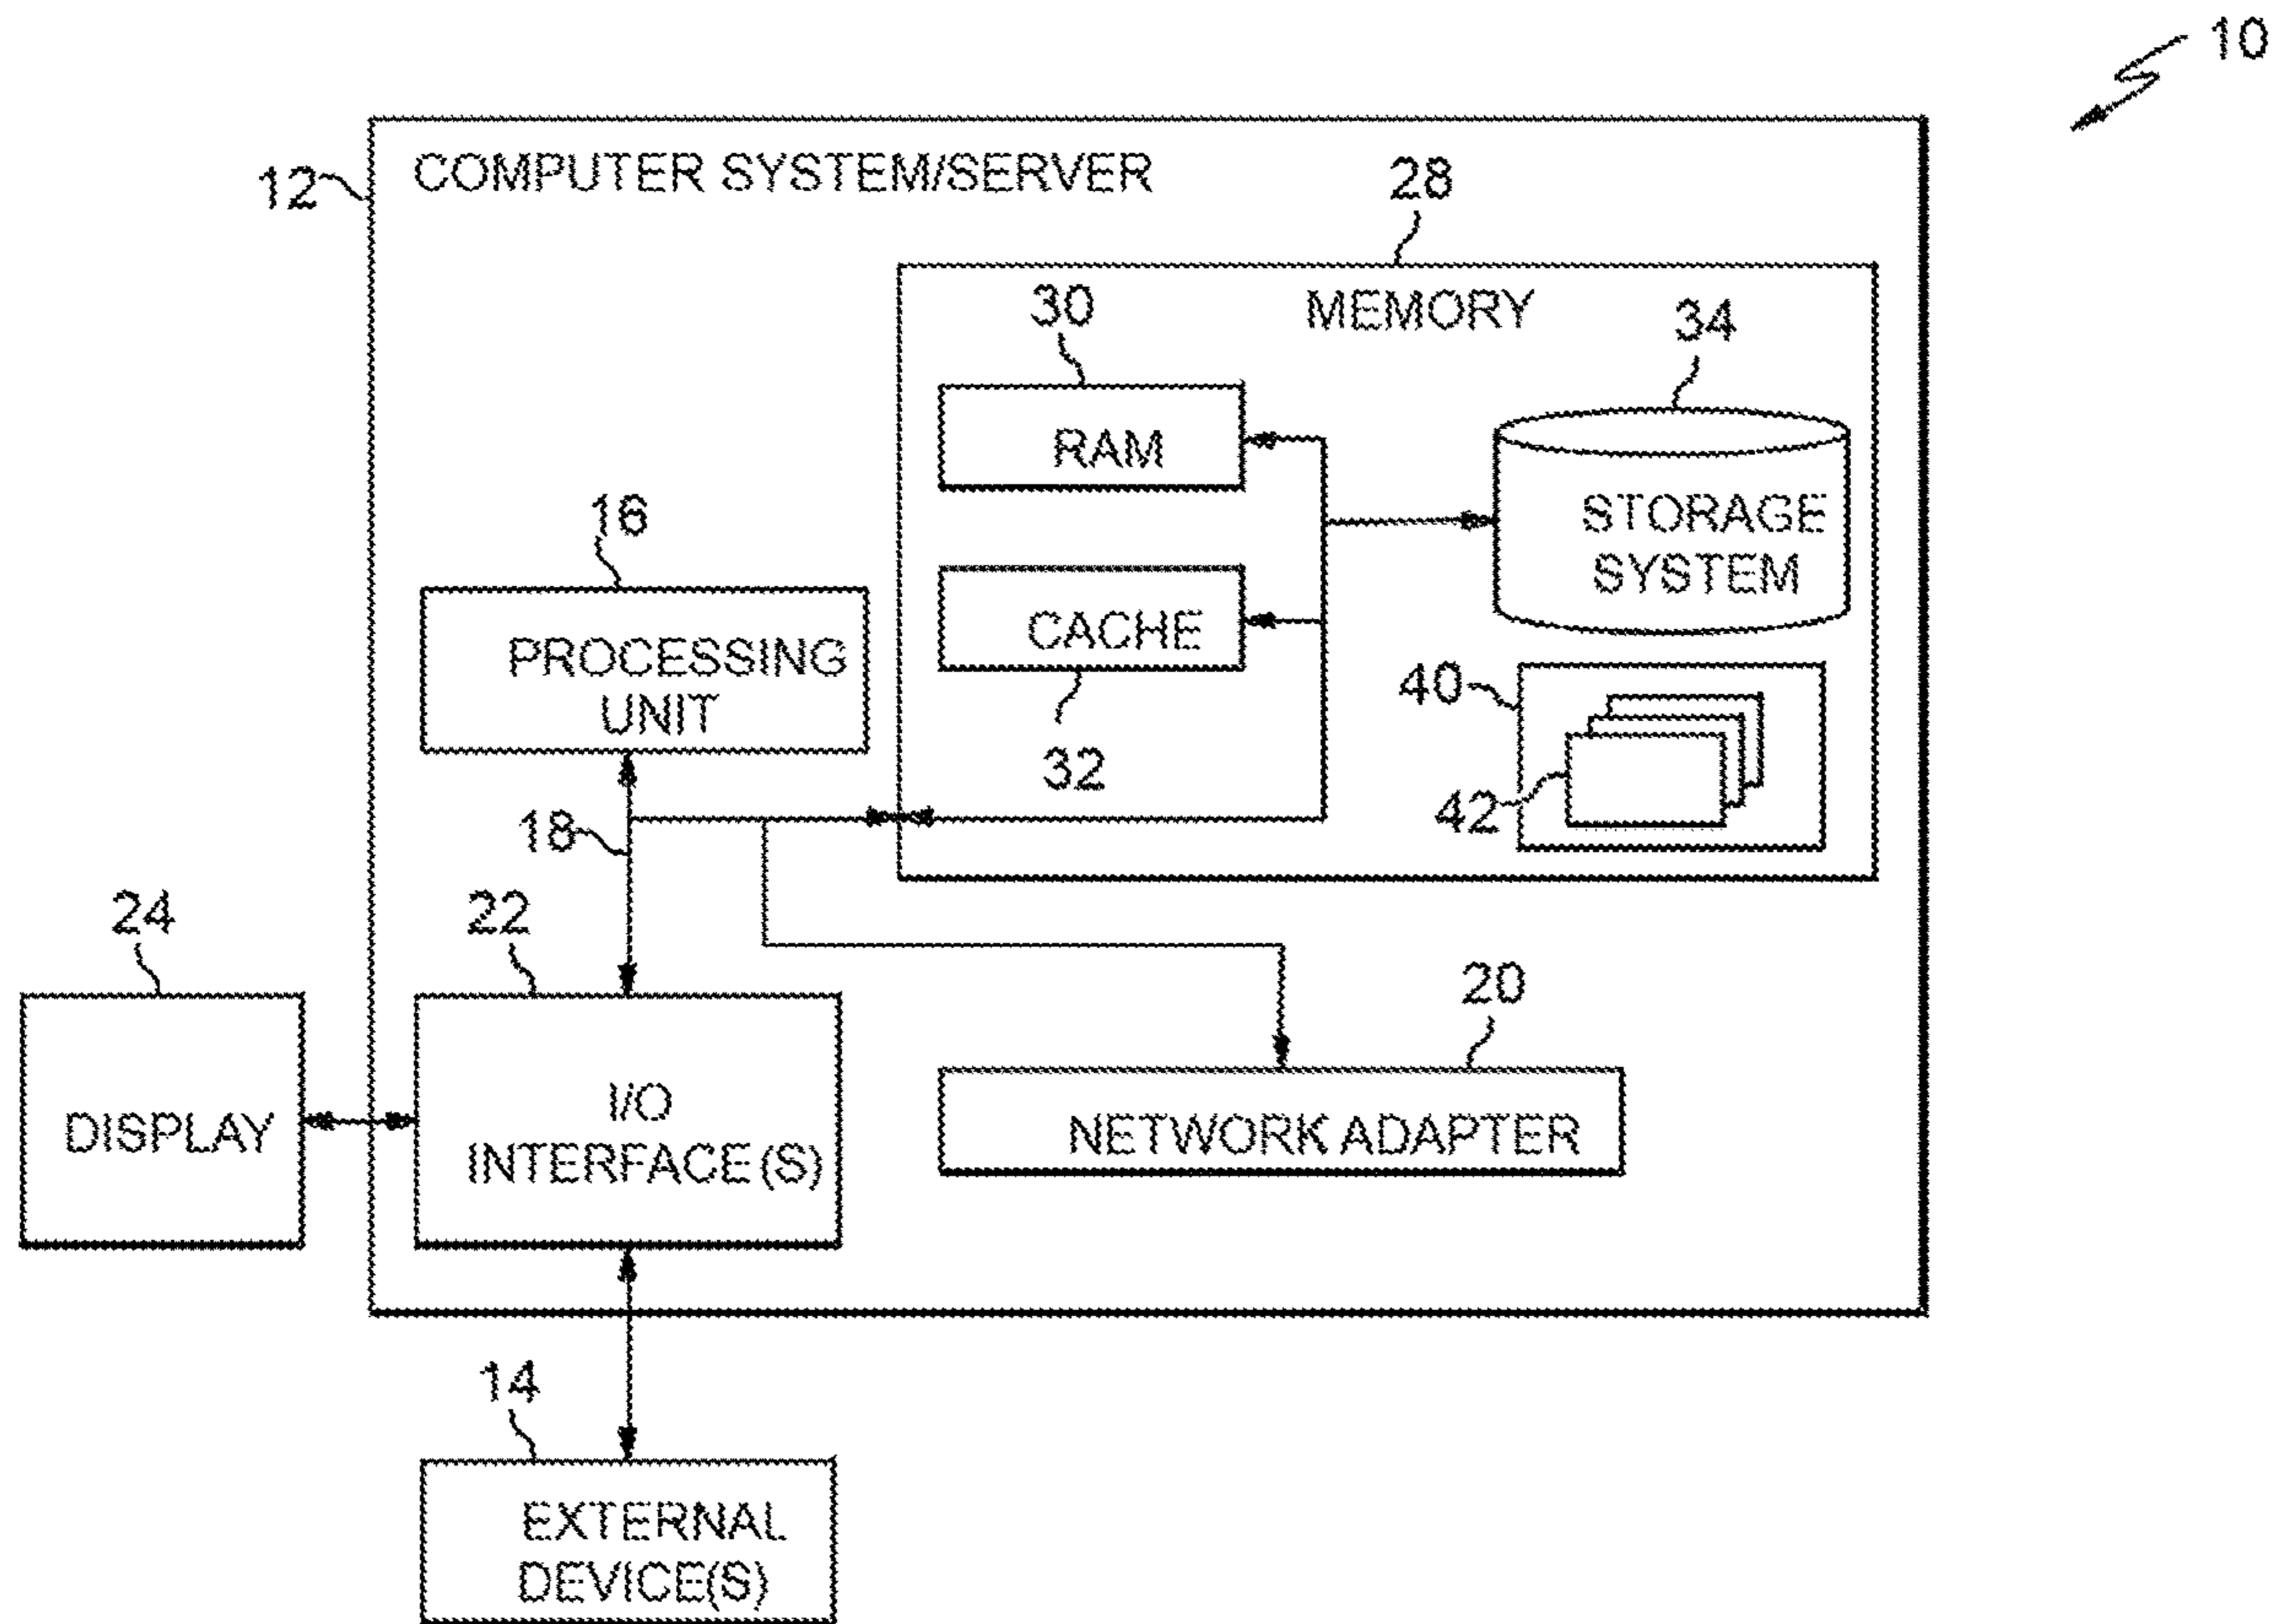 10
12
COMPUTER SYSTEM/SERVER
28
MEMORY
30
34
RAM
STORAGE
SYSTEM
16
CACHE
PROCESSING
UNIT
32
40
42
18
24
22
20
DISPLAY
I/O
INTERFACE(S)
NETWORK ADAPTER
14
EXTERNAL
DEVICE(S)